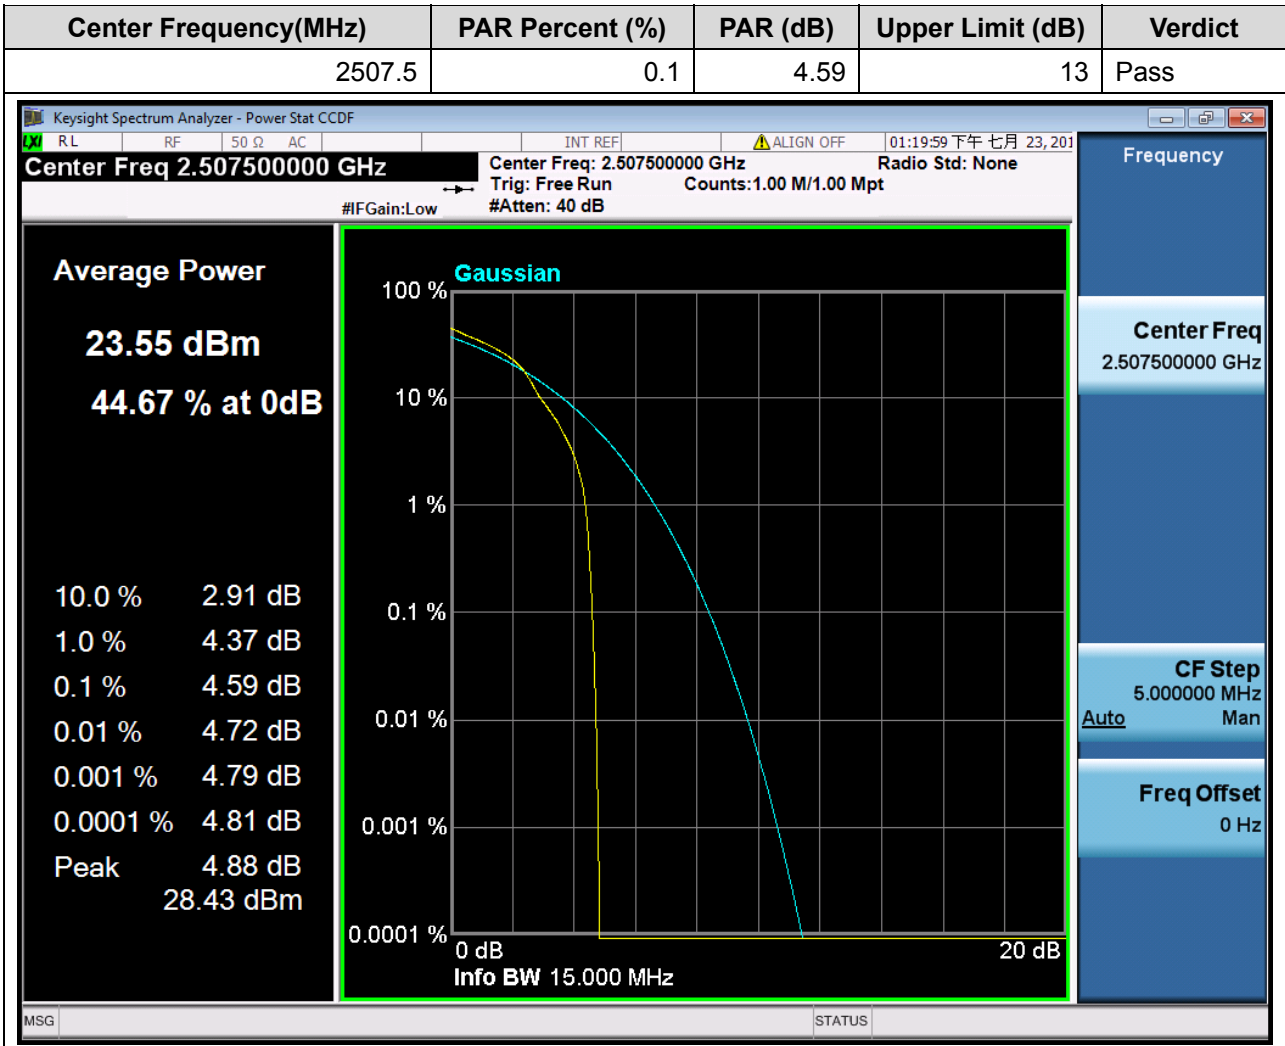 Center Frequency(MHz) PAR Percent (%) PAR (dB) Upper Limit (dB) Verdict
2507.5 0.1 4.59 13 Pass
Keysight Spectrum Analyzer - Power Stat CCDF
LXI RL RF 50 Ω AC INT REF ALIGN OFF 01:19:59 下午 七月 23, 201
Center Freq 2.507500000 GHz
#IFGain:Low
Center Freq: 2.507500000 GHz Radio Std: None
Trig: Free Run Counts:1.00 M/1.00 Mpt
#Atten: 40 dB
Frequency
Average Power
23.55 dBm
44.67 % at 0dB
10.0 % 2.91 dB
1.0 % 4.37 dB
0.1 % 4.59 dB
0.01 % 4.72 dB
0.001 % 4.79 dB
0.0001 % 4.81 dB
Peak 4.88 dB
28.43 dBm
Gaussian
100 %
10 %
1 %
0.1 %
0.01 %
0.001 %
0.0001 %
0 dB 20 dB
Info BW 15.000 MHz
Center Freq
2.507500000 GHz
CF Step
5.000000 MHz
Auto Man
Freq Offset
0 Hz
MSG STATUS